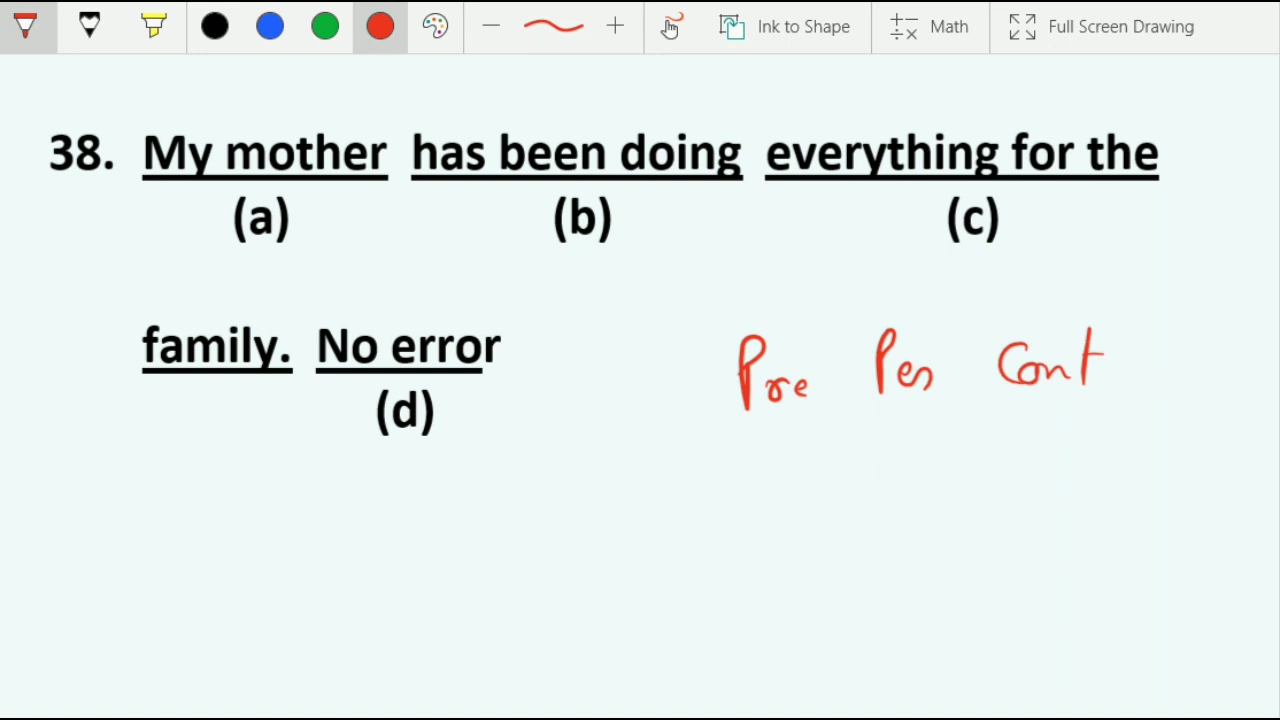 Ink to Shape Math Full Screen Drawing
38. My mother has been doing everything for the
(a) (b) (c)
family. No error
(d)
Pre Per Cont